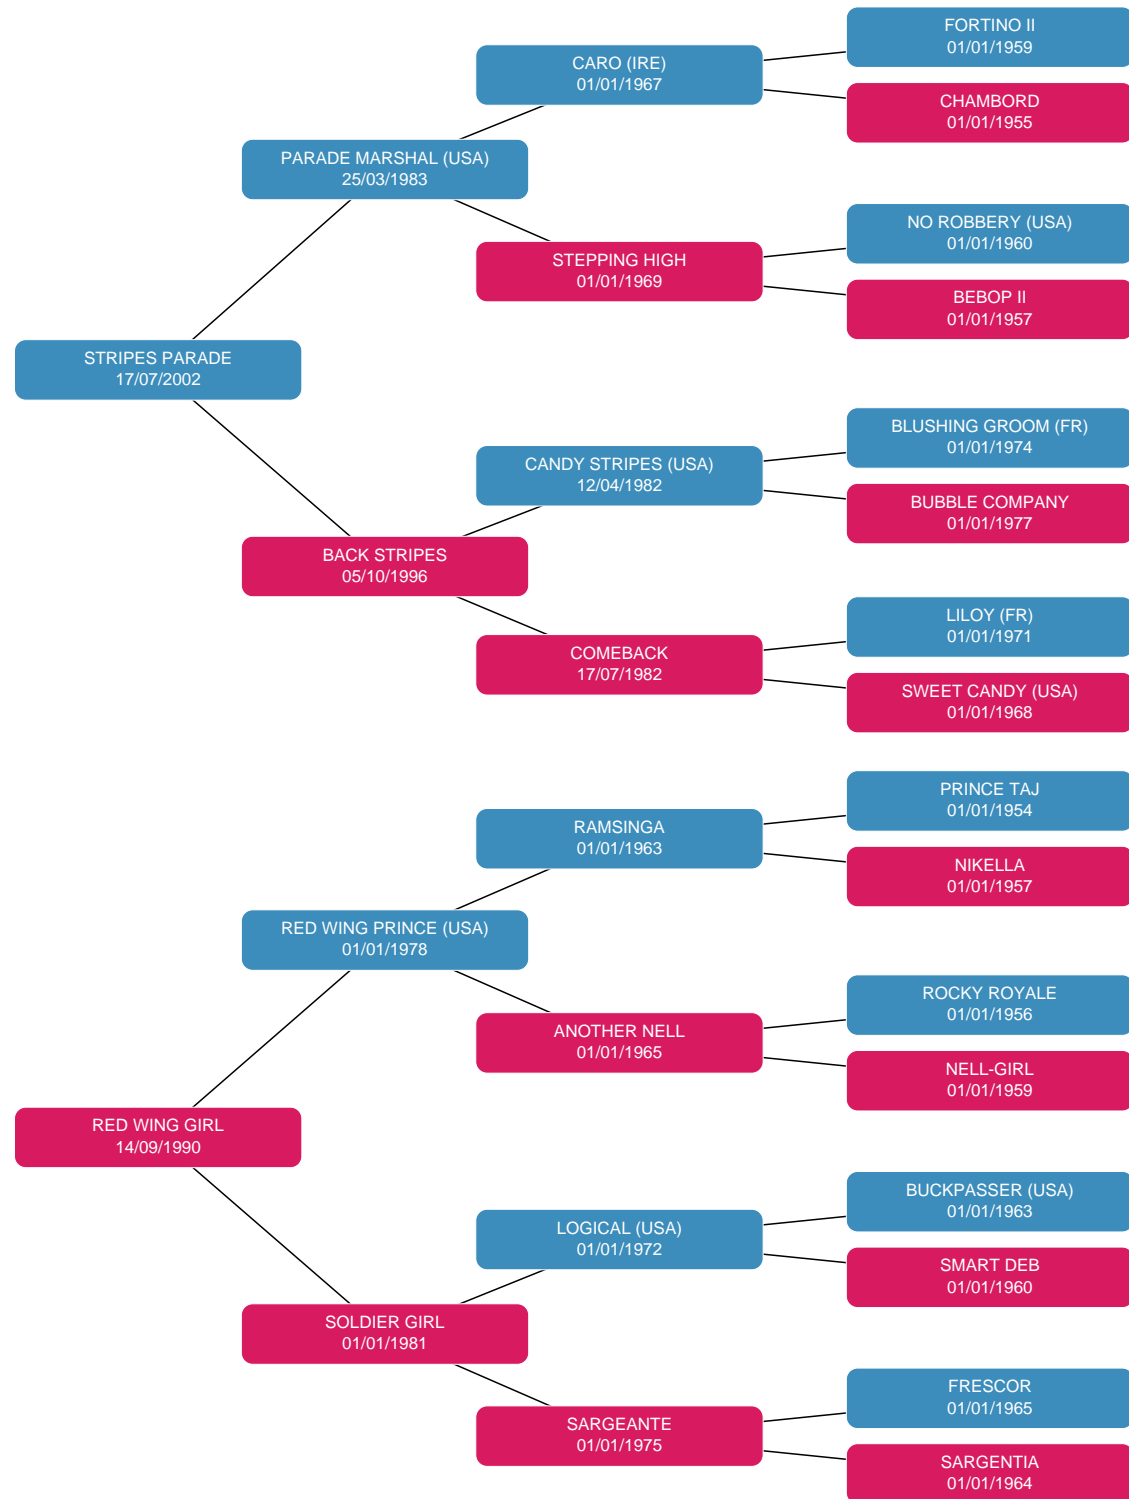 FORTINO II
01/01/1959
CARO (IRE)
01/01/1967
CHAMBORD
01/01/1955
PARADE MARSHAL (USA)
25/03/1983
NO ROBBERY (USA)
01/01/1960
STEPPING HIGH
01/01/1969
BEBOP II
01/01/1957
STRIPES PARADE
17/07/2002
BLUSHING GROOM (FR)
01/01/1974
CANDY STRIPES (USA)
12/04/1982
BUBBLE COMPANY
01/01/1977
BACK STRIPES
05/10/1996
LILOY (FR)
01/01/1971
COMEBACK
17/07/1982
SWEET CANDY (USA)
01/01/1968
PRINCE TAJ
01/01/1954
RAMSINGA
01/01/1963
NIKELLA
01/01/1957
RED WING PRINCE (USA)
01/01/1978
ROCKY ROYALE
01/01/1956
ANOTHER NELL
01/01/1965
NELL-GIRL
01/01/1959
RED WING GIRL
14/09/1990
BUCKPASSER (USA)
01/01/1963
LOGICAL (USA)
01/01/1972
SMART DEB
01/01/1960
SOLDIER GIRL
01/01/1981
FRESCOR
01/01/1965
SARGEANTE
01/01/1975
SARGENTIA
01/01/1964